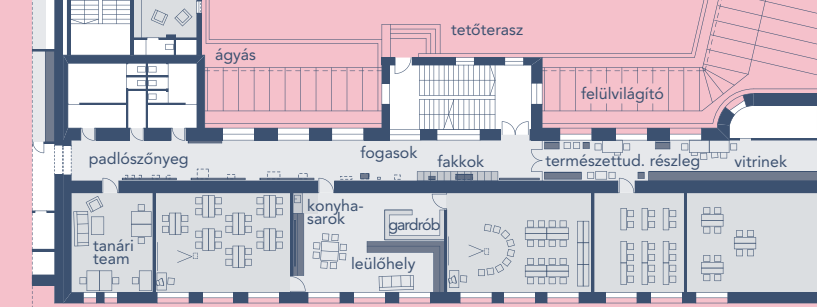 tetőterasz
ágyás
felülvilágító
padlószőnyeg
fogasok
fakkok
természettud. részleg
vitrinek
konyha-
sarok
gardrób
tanári
team
leülőhely